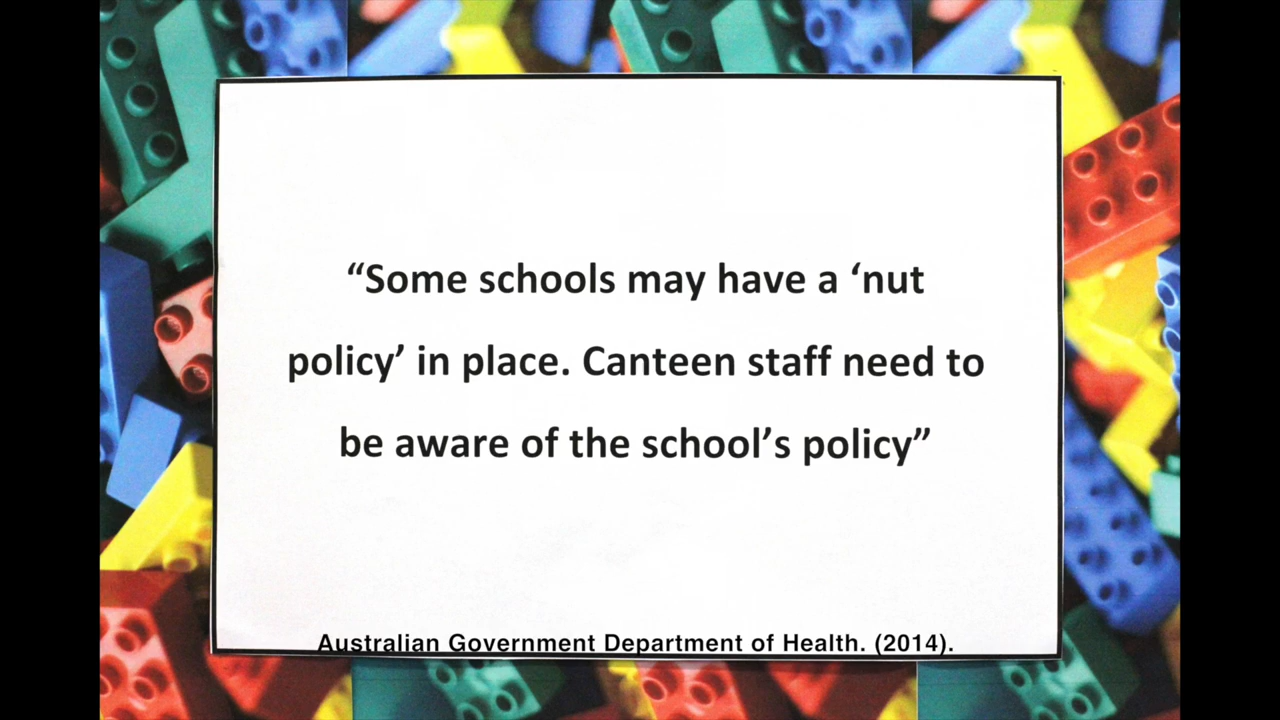 “Some schools may have a ‘nut
policy’ in place. Canteen staff need to
be aware of the school’s policy”
Australian Government Department of Health. (2014).